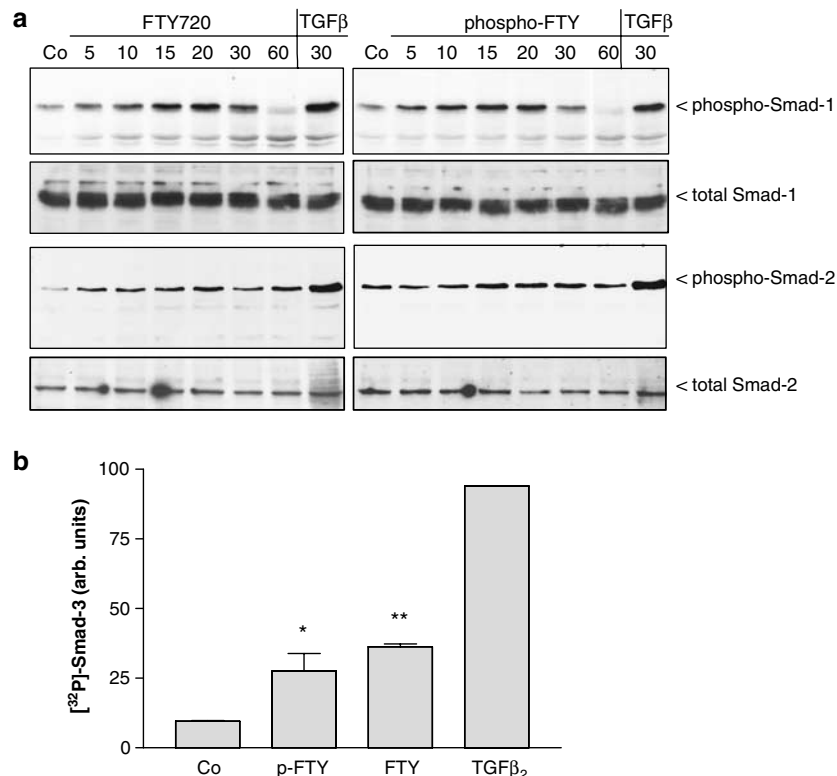 a
FTY720 TGFβ
Co 5 10 15 20 30 60 30
phospho-FTY TGFβ
Co 5 10 15 20 30 60 30
< phospho-Smad-1
< total Smad-1
< phospho-Smad-2
< total Smad-2
b
[³²P]-Smad-3 (arb. units)
100
75
50
25
0
* **
Co p-FTY FTY TGFβ₂